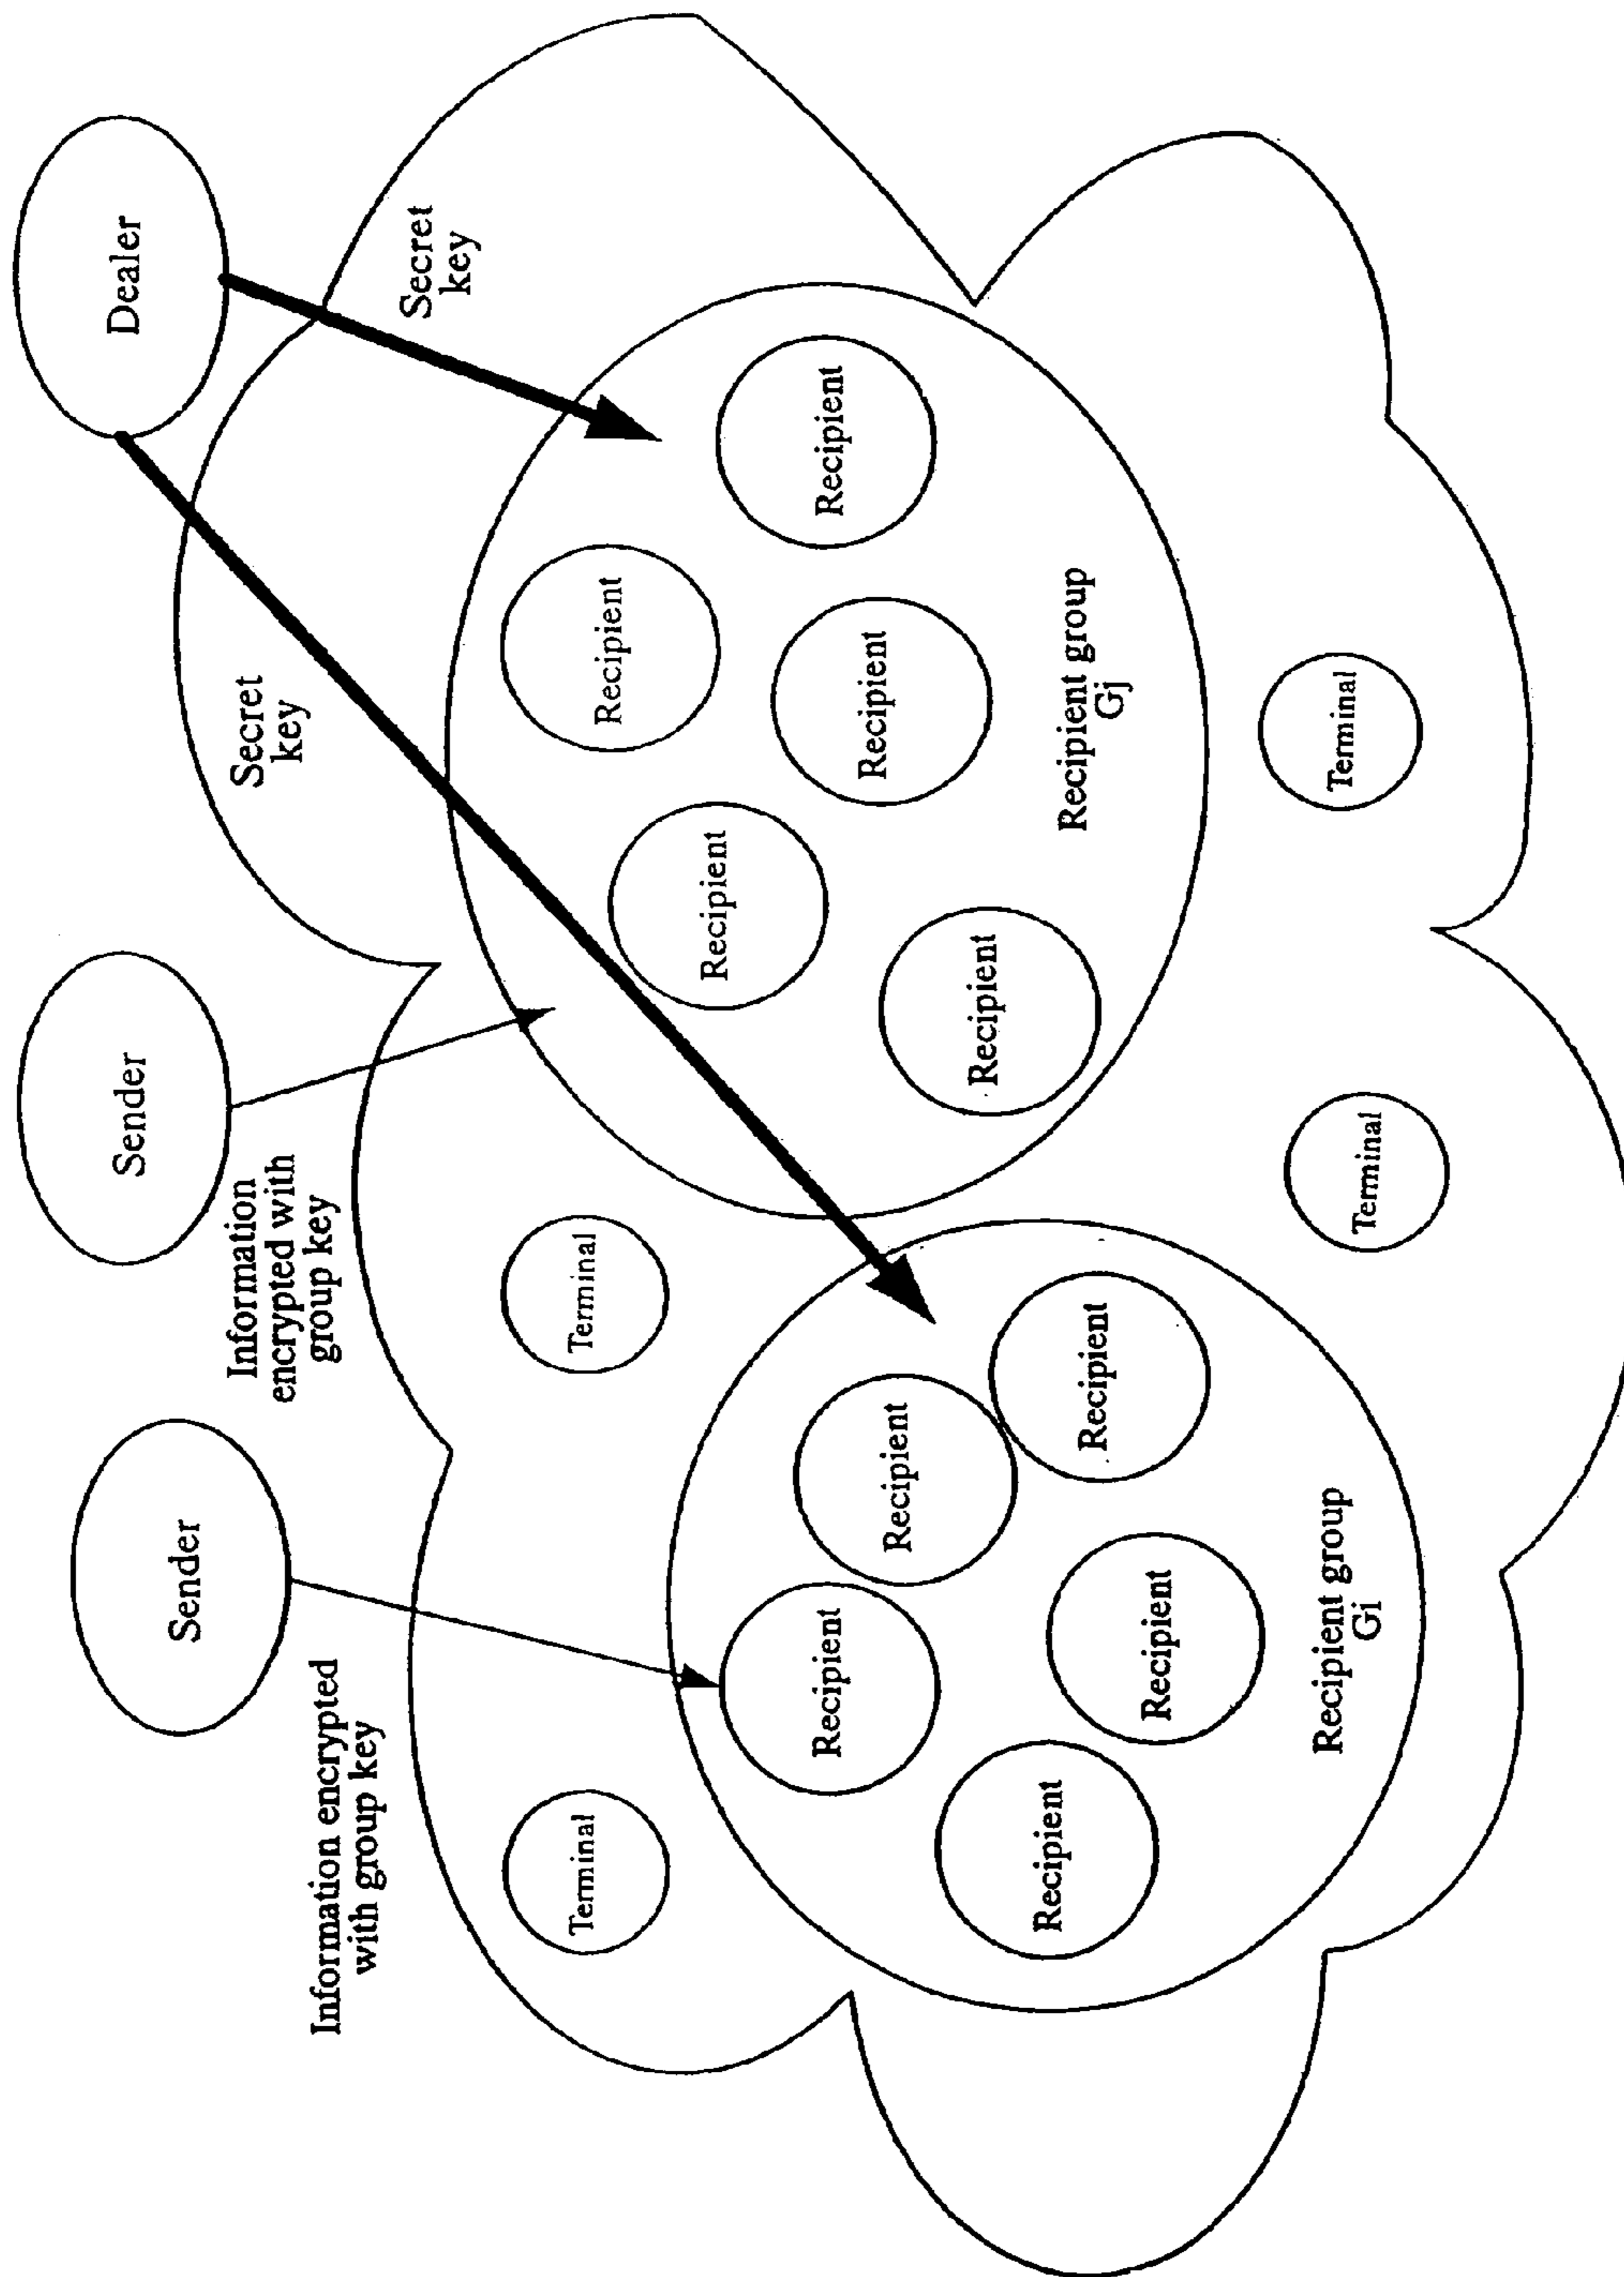 Sender
Sender
Dealer
Information encrypted
with group key
Information
encrypted with
group key
Secret
key
Secret
key
Terminal
Terminal
Recipient
Recipient
Recipient
Recipient
Recipient
Recipient group
Gi
Recipient
Recipient
Recipient
Recipient
Recipient
Recipient group
Gj
Terminal
Terminal